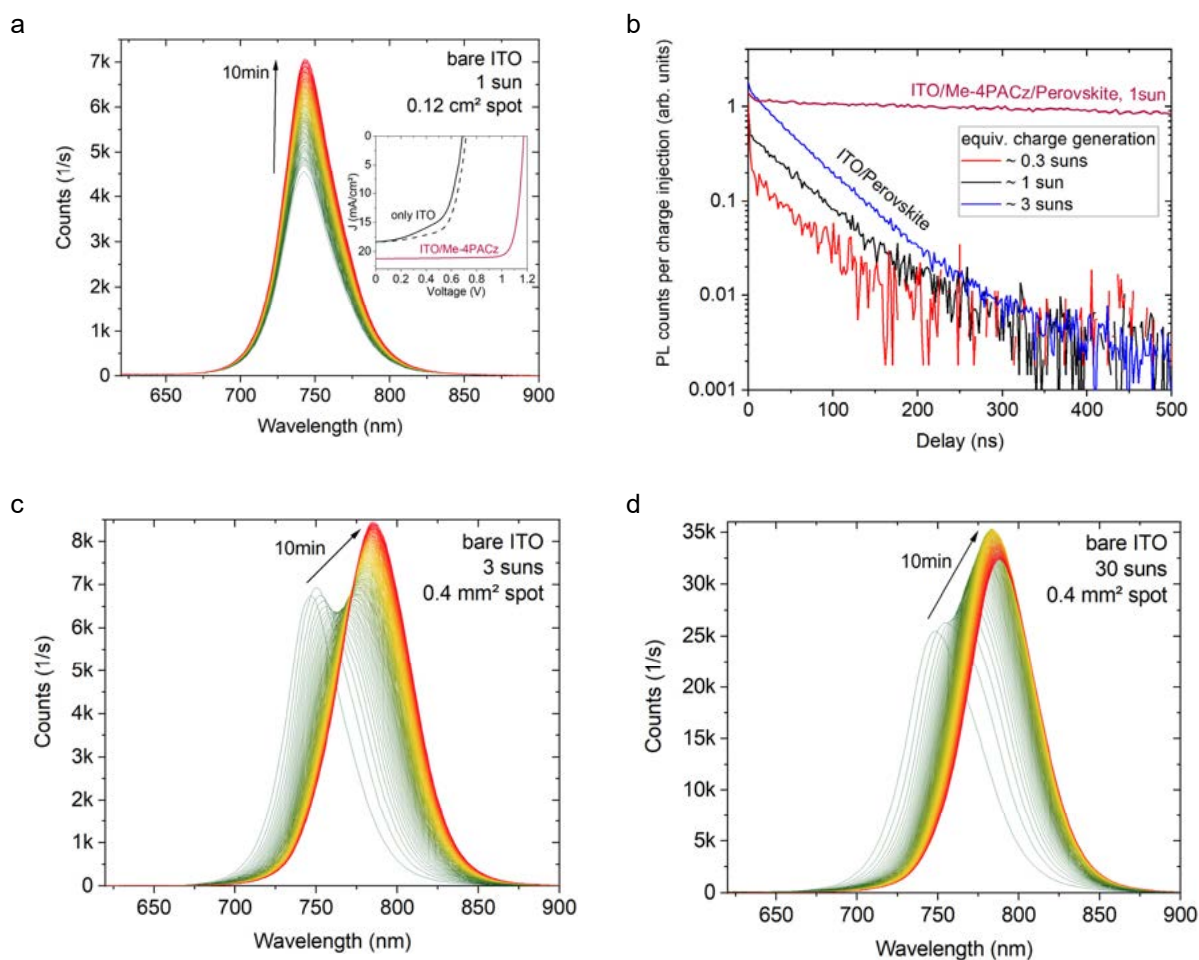 a
7k
6k
5k
4k
3k
2k
1k
0
Counts (1/s)
650 700 750 800 850 900
Wavelength (nm)
10min
bare ITO
1 sun
0.12 cm² spot
0
5
10
15
20
J (mA/cm²)
only ITO
ITO/Me-4PACz
0 0.2 0.4 0.6 0.8 1 1.2
Voltage (V)
b
PL counts per charge injection (arb. units)
1
0.1
0.01
0.001
ITO/Me-4PACz/Perovskite, 1sun
ITO/Perovskite
equiv. charge generation
~ 0.3 suns
~ 1 sun
~ 3 suns
0 100 200 300 400 500
Delay (ns)
c
8k
7k
6k
5k
4k
3k
2k
1k
0
Counts (1/s)
10min
bare ITO
3 suns
0.4 mm² spot
650 700 750 800 850 900
Wavelength (nm)
d
35k
30k
25k
20k
15k
10k
5k
0
Counts (1/s)
10min
bare ITO
30 suns
0.4 mm² spot
650 700 750 800 850 900
Wavelength (nm)